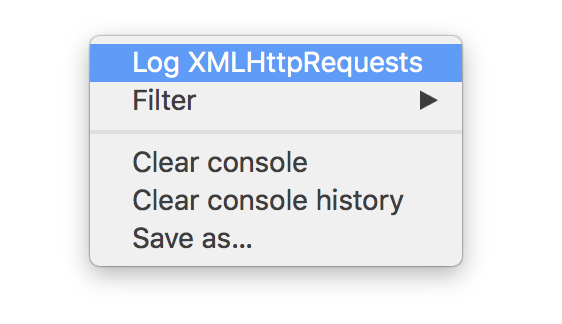 Log XMLHttpRequests
Filter
Clear console
Clear console history
Save as...